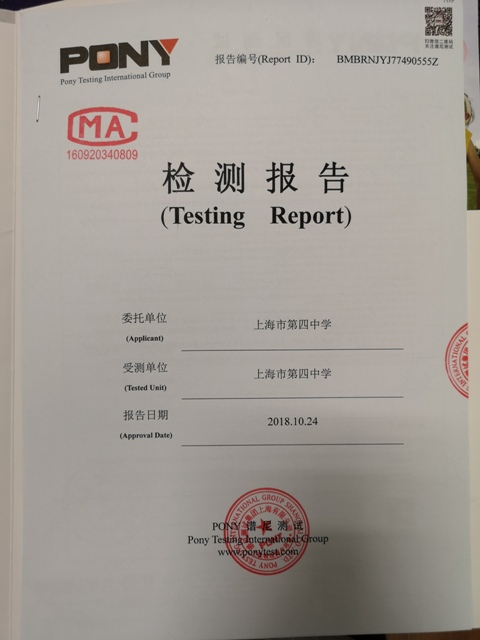 PONY
Pony Testing International Group
报告编号(Report ID): BMBRNJYJ77490555Z
MA
160920340809
检测报告
(Testing Report)
委托单位
(Applicant)
上海市第四中学
受测单位
(Tested Unit)
上海市第四中学
报告日期
(Approval Date)
2018.10.24
PONY 谱尼测试
Pony Testing International Group
www.ponytest.com